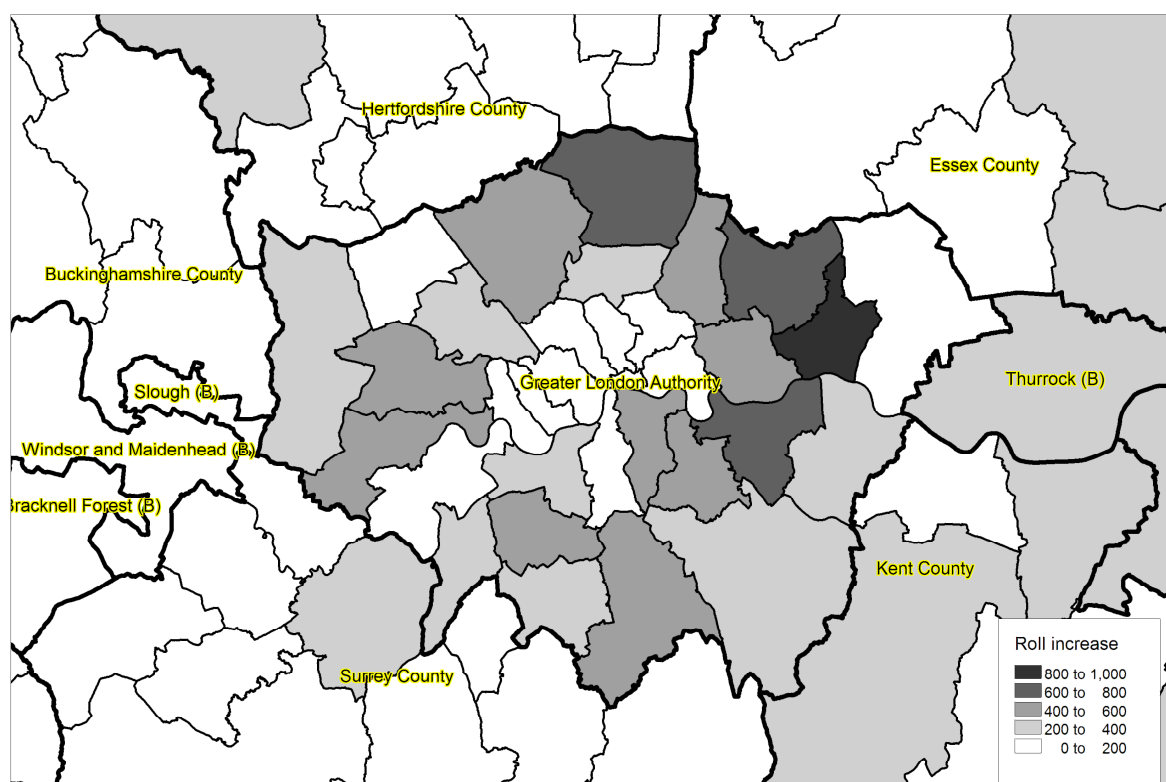 Hertfordshire County
Essex County
Buckinghamshire County
Slough (B)
Greater London Authority
Thurrock (B)
Windsor and Maidenhead (B)
Bracknell Forest (B)
Kent County
Surrey County
Roll increase
800 to 1,000
600 to 800
400 to 600
200 to 400
0 to 200